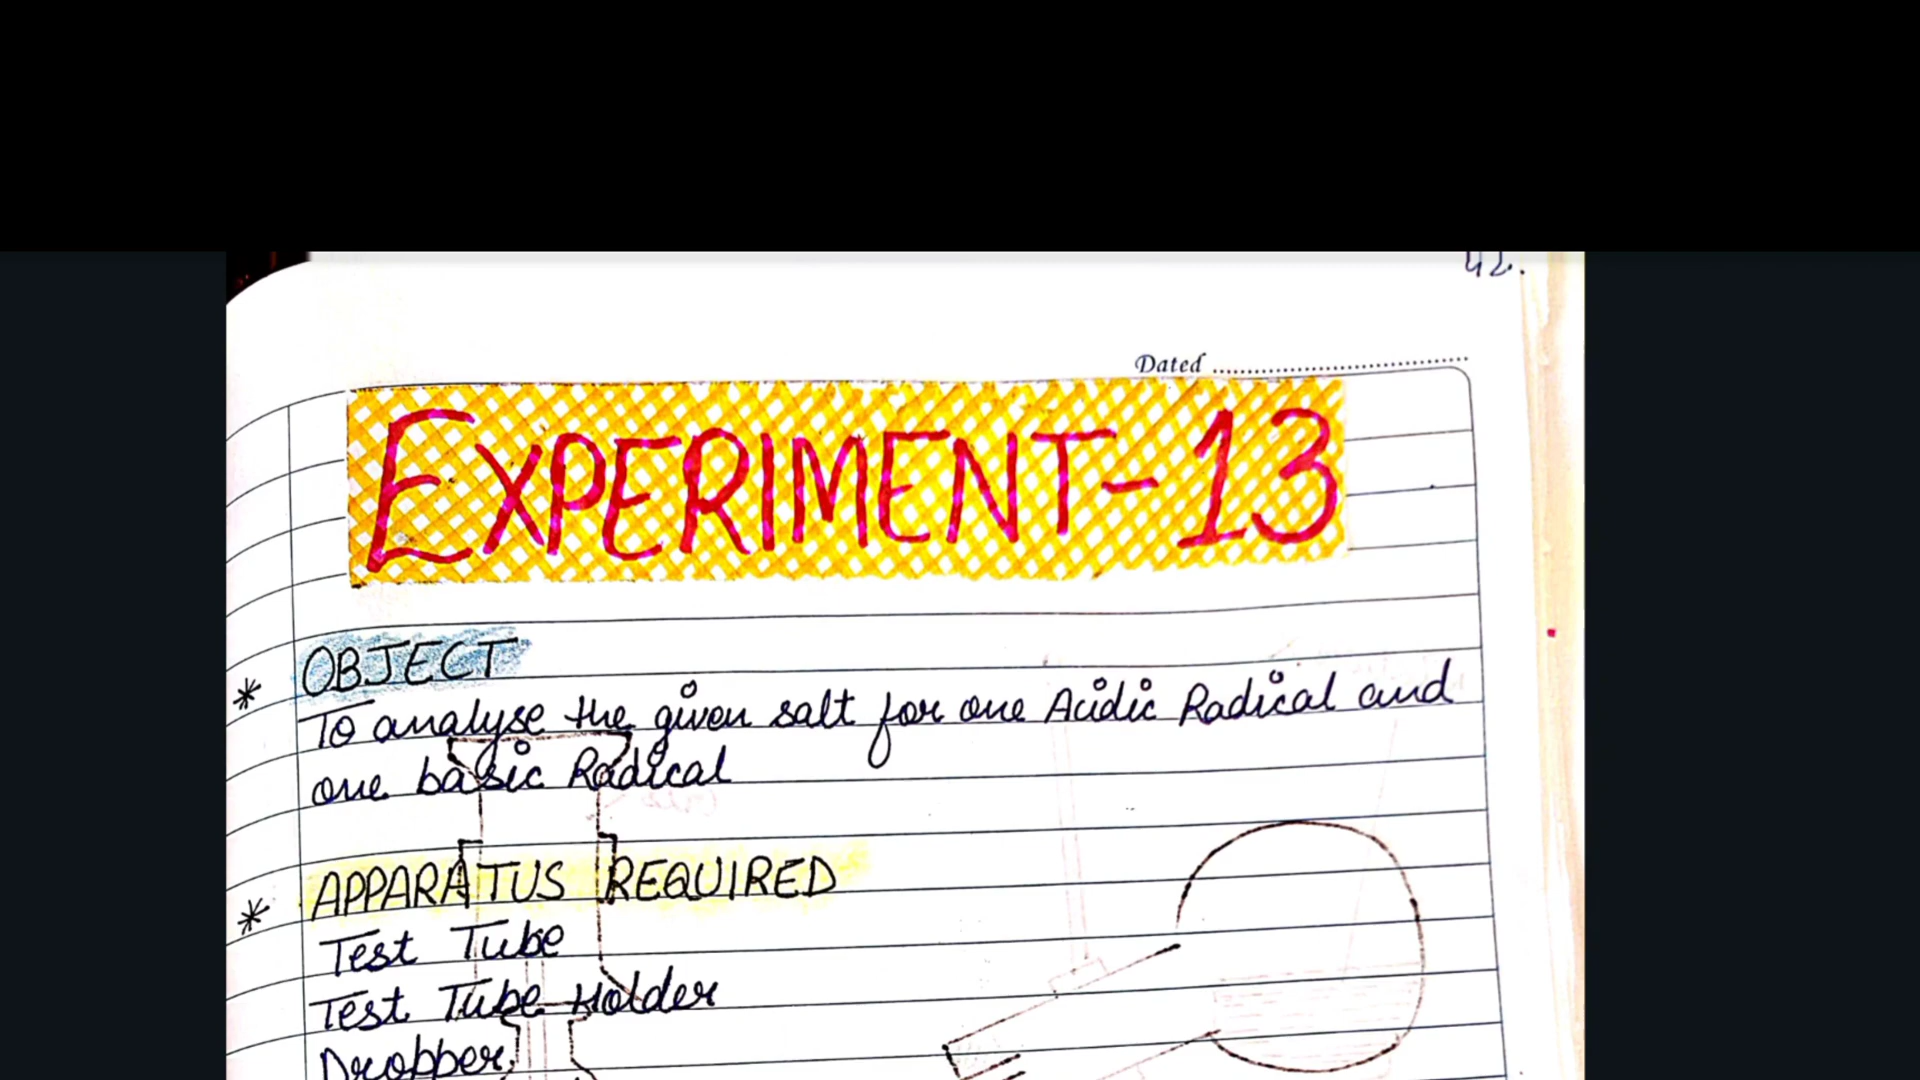 42.
Dated
EXPERIMENT-13
* OBJECT
To analyse the given salt for one Acidic Radical and
one basic Radical
* APPARATUS REQUIRED
Test Tube
Test Tube Holder
Dropper